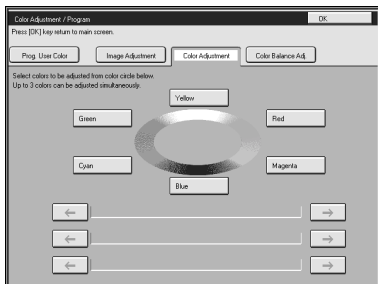 Color Adjustment / Program
OK
Press [OK] key return to main screen.
Prog. User Color
Image Adjustment
Color Adjustment
Color Balance Adj.
Select colors to be adjusted from color circle below.
Up to 3 colors can be adjusted simultaneously.
Yellow
Green
Red
Cyan
Magenta
Blue
← →
← →
← →